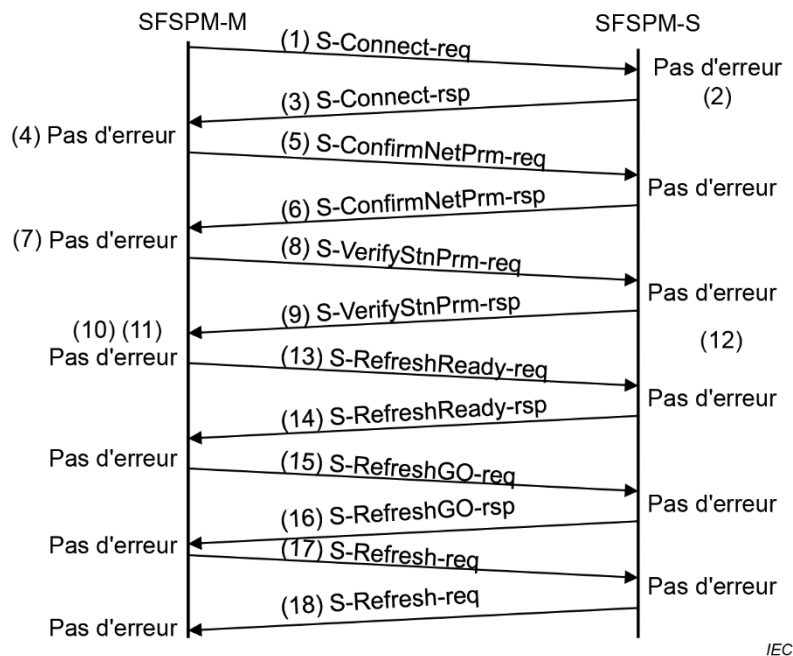 SFSPM-M SFSPM-S
(1) S-Connect-req
Pas d'erreur
(2)
(3) S-Connect-rsp
(4) Pas d'erreur
(5) S-ConfirmNetPrm-req
Pas d'erreur
(6) S-ConfirmNetPrm-rsp
(7) Pas d'erreur
(8) S-VerifyStnPrm-req
Pas d'erreur
(9) S-VerifyStnPrm-rsp
(10) (11)
(12)
Pas d'erreur
(13) S-RefreshReady-req
Pas d'erreur
(14) S-RefreshReady-rsp
Pas d'erreur
(15) S-RefreshGO-req
Pas d'erreur
(16) S-RefreshGO-rsp
Pas d'erreur
(17) S-Refresh-req
Pas d'erreur
(18) S-Refresh-req
Pas d'erreur
IEC